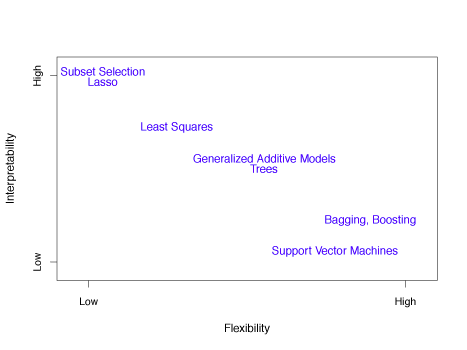 High
Subset Selection
Lasso
Least Squares
Generalized Additive Models
Trees
Bagging, Boosting
Support Vector Machines
Low
Interpretability
Low
High
Flexibility